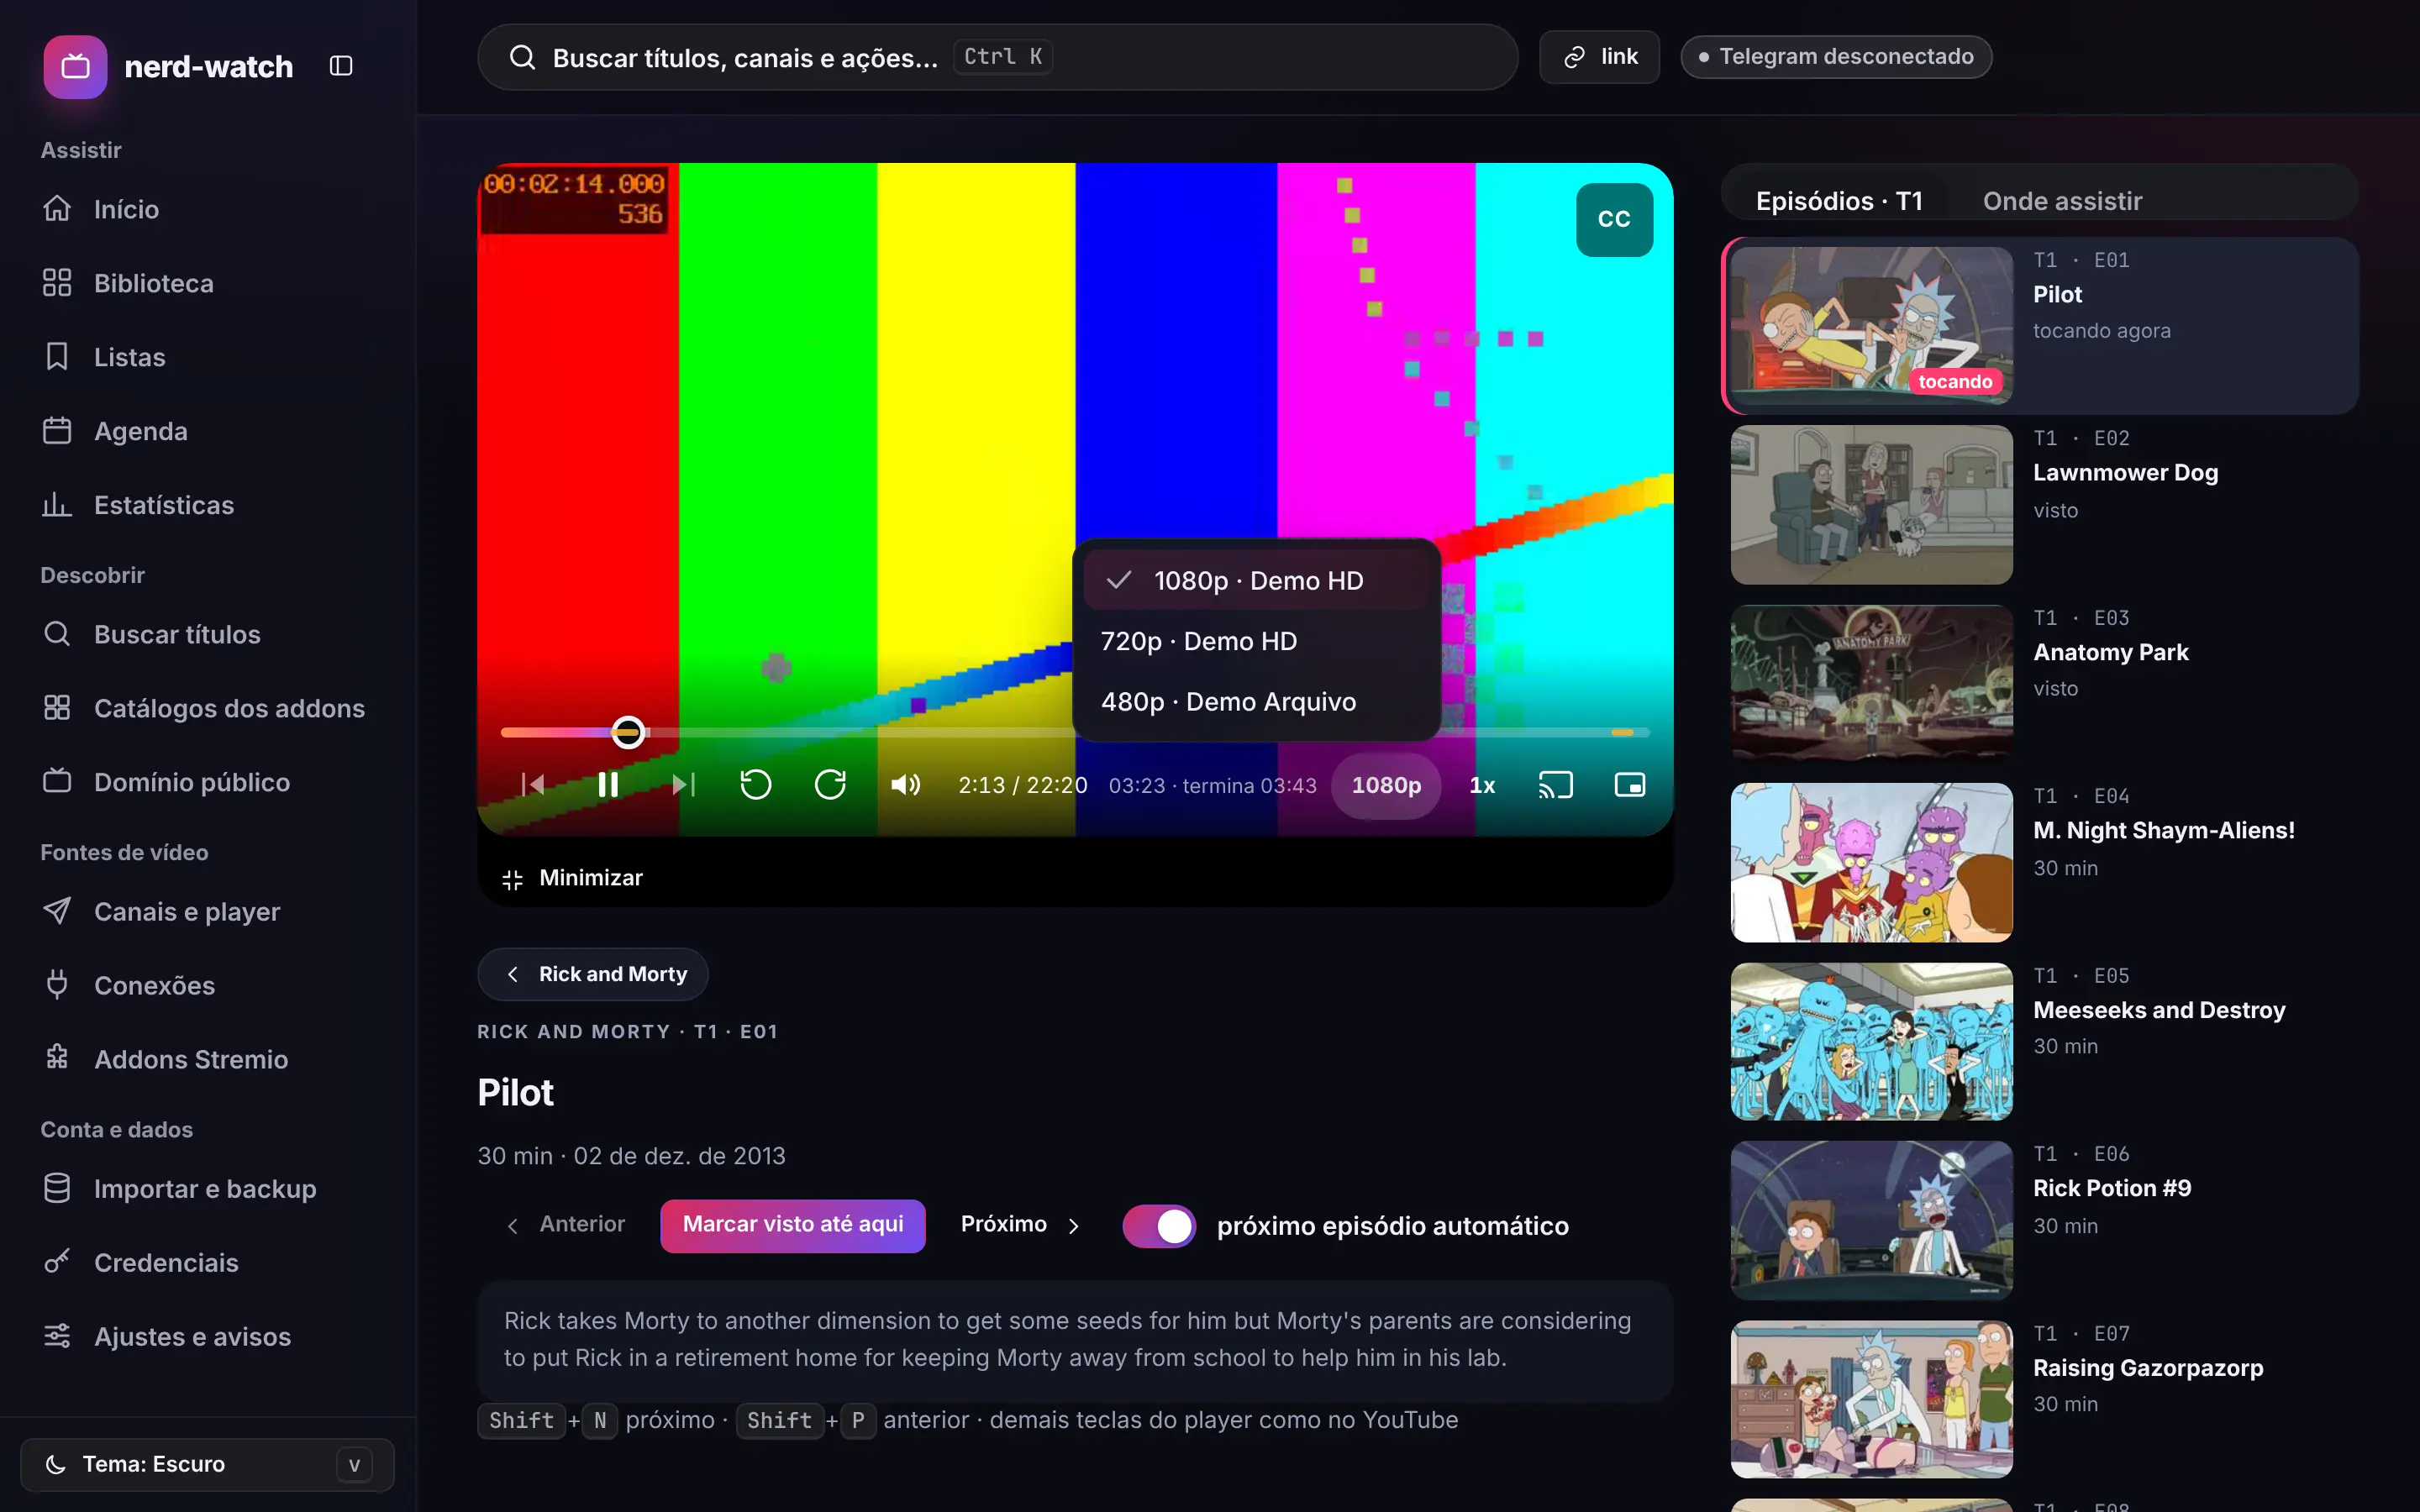 nerd-watch
Assistir
Início
Biblioteca
Listas
Agenda
Estatísticas
Descobrir
Buscar títulos
Catálogos dos addons
Domínio público
Fontes de vídeo
Canais e player
Conexões
Addons Stremio
Conta e dados
Importar e backup
Credenciais
Ajustes e avisos
Tema: Escuro v
Buscar títulos, canais e ações... Ctrl K
link
Telegram desconectado
00:02:14.000
536
CC
1080p · Demo HD
720p · Demo HD
480p · Demo Arquivo
2:13 / 22:20 03:23 · termina 03:43 1080p 1x
Minimizar
Rick and Morty
RICK AND MORTY · T1 · E01
Pilot
30 min · 02 de dez. de 2013
Anterior Marcar visto até aqui Próximo próximo episódio automático
Rick takes Morty to another dimension to get some seeds for him but Morty's parents are considering
to put Rick in a retirement home for keeping Morty away from school to help him in his lab.
Shift+N próximo · Shift+P anterior · demais teclas do player como no YouTube
Episódios · T1 Onde assistir
T1 · E01
Pilot
tocando agora
tocando
T1 · E02
Lawnmower Dog
visto
ANATOMY PARK
T1 · E03
Anatomy Park
visto
T1 · E04
M. Night Shaym-Aliens!
30 min
T1 · E05
Meeseeks and Destroy
30 min
T1 · E06
Rick Potion #9
30 min
T1 · E07
Raising Gazorpazorp
30 min
T1 · E08